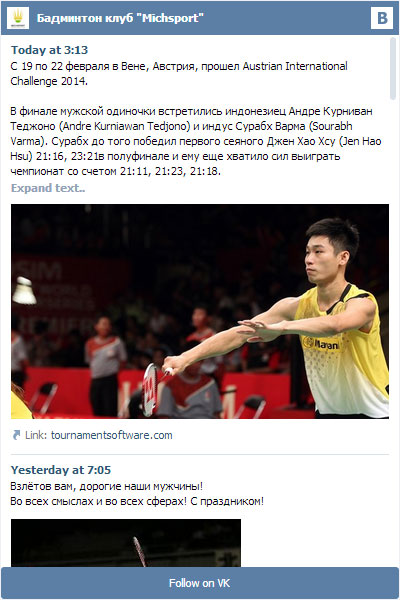 Бадминтон клуб "Michsport"
B
Today at 3:13
С 19 по 22 февраля в Вене, Австрия, прошел Austrian International
Challenge 2014.
В финале мужской одиночки встретились индонезиец Андре Курниван
Теджоно (Andre Kurniawan Tedjono) и индус Сурабх Варма (Sourabh
Varma). Сурабх до того победил первого сеяного Джен Хао Хсу (Jen Hao
Hsu) 21:16, 23:21в полуфинале и ему еще хватило сил выиграть
чемпионат со счетом 21:11, 21:23, 21:18.
Expand text..
Link: tournamentsoftware.com
Yesterday at 7:05
Взлётов вам, дорогие наши мужчины!
Во всех смыслах и во всех сферах! С праздником!
Follow on VK